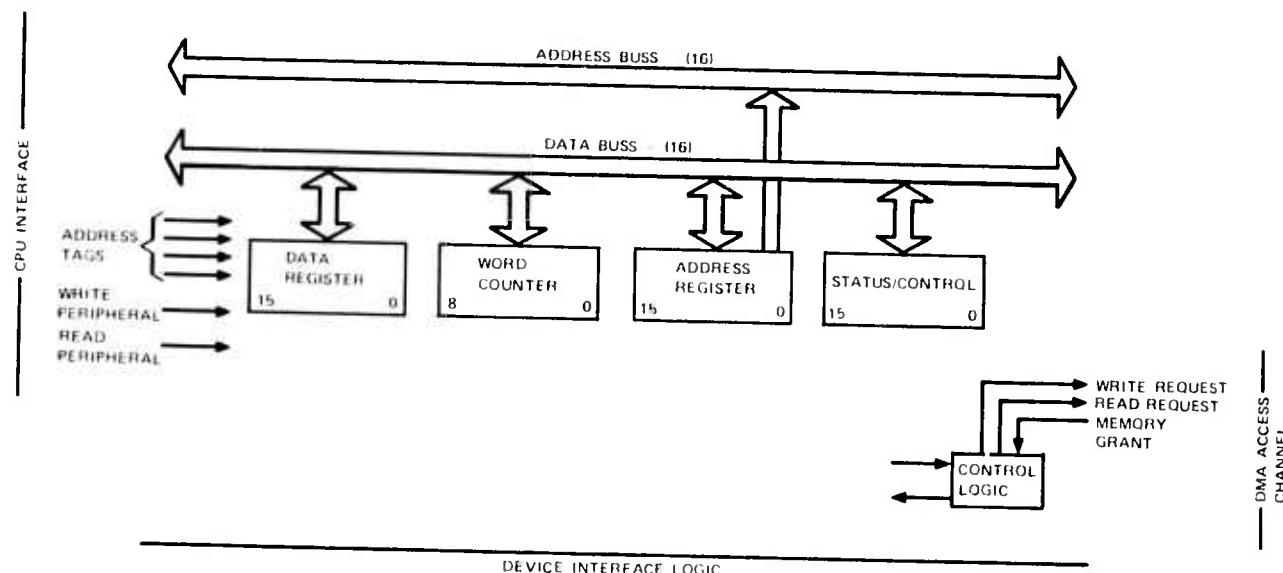 ADDRESS BUSS (16)
DATA BUSS - (16)
CPU INTERFACE
ADDRESS
TAGS
WRITE
PERIPHERAL
READ
PERIPHERAL
DATA
REGISTER
15 0
WORD
COUNTER
8 0
ADDRESS
REGISTER
15 0
STATUS/CONTROL
15 0
WRITE REQUEST
READ REQUEST
MEMORY
GRANT
CONTROL
LOGIC
DMA ACCESS
CHANNEL
DEVICE INTERFACE LOGIC